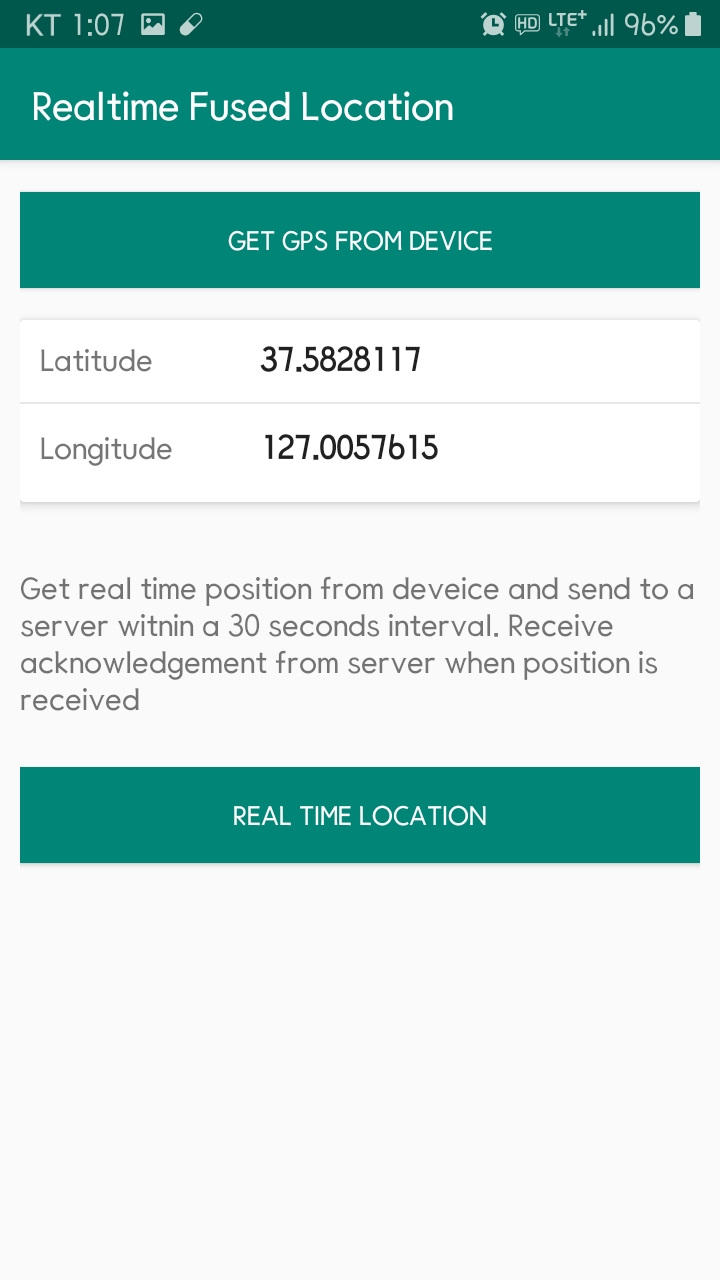 KT 1:07 HD LTE+ 96%
Realtime Fused Location
GET GPS FROM DEVICE
Latitude 37.5828117
Longitude 127.0057615
Get real time position from deveice and send to a
server witnin a 30 seconds interval. Receive
acknowledgement from server when position is
received
REAL TIME LOCATION